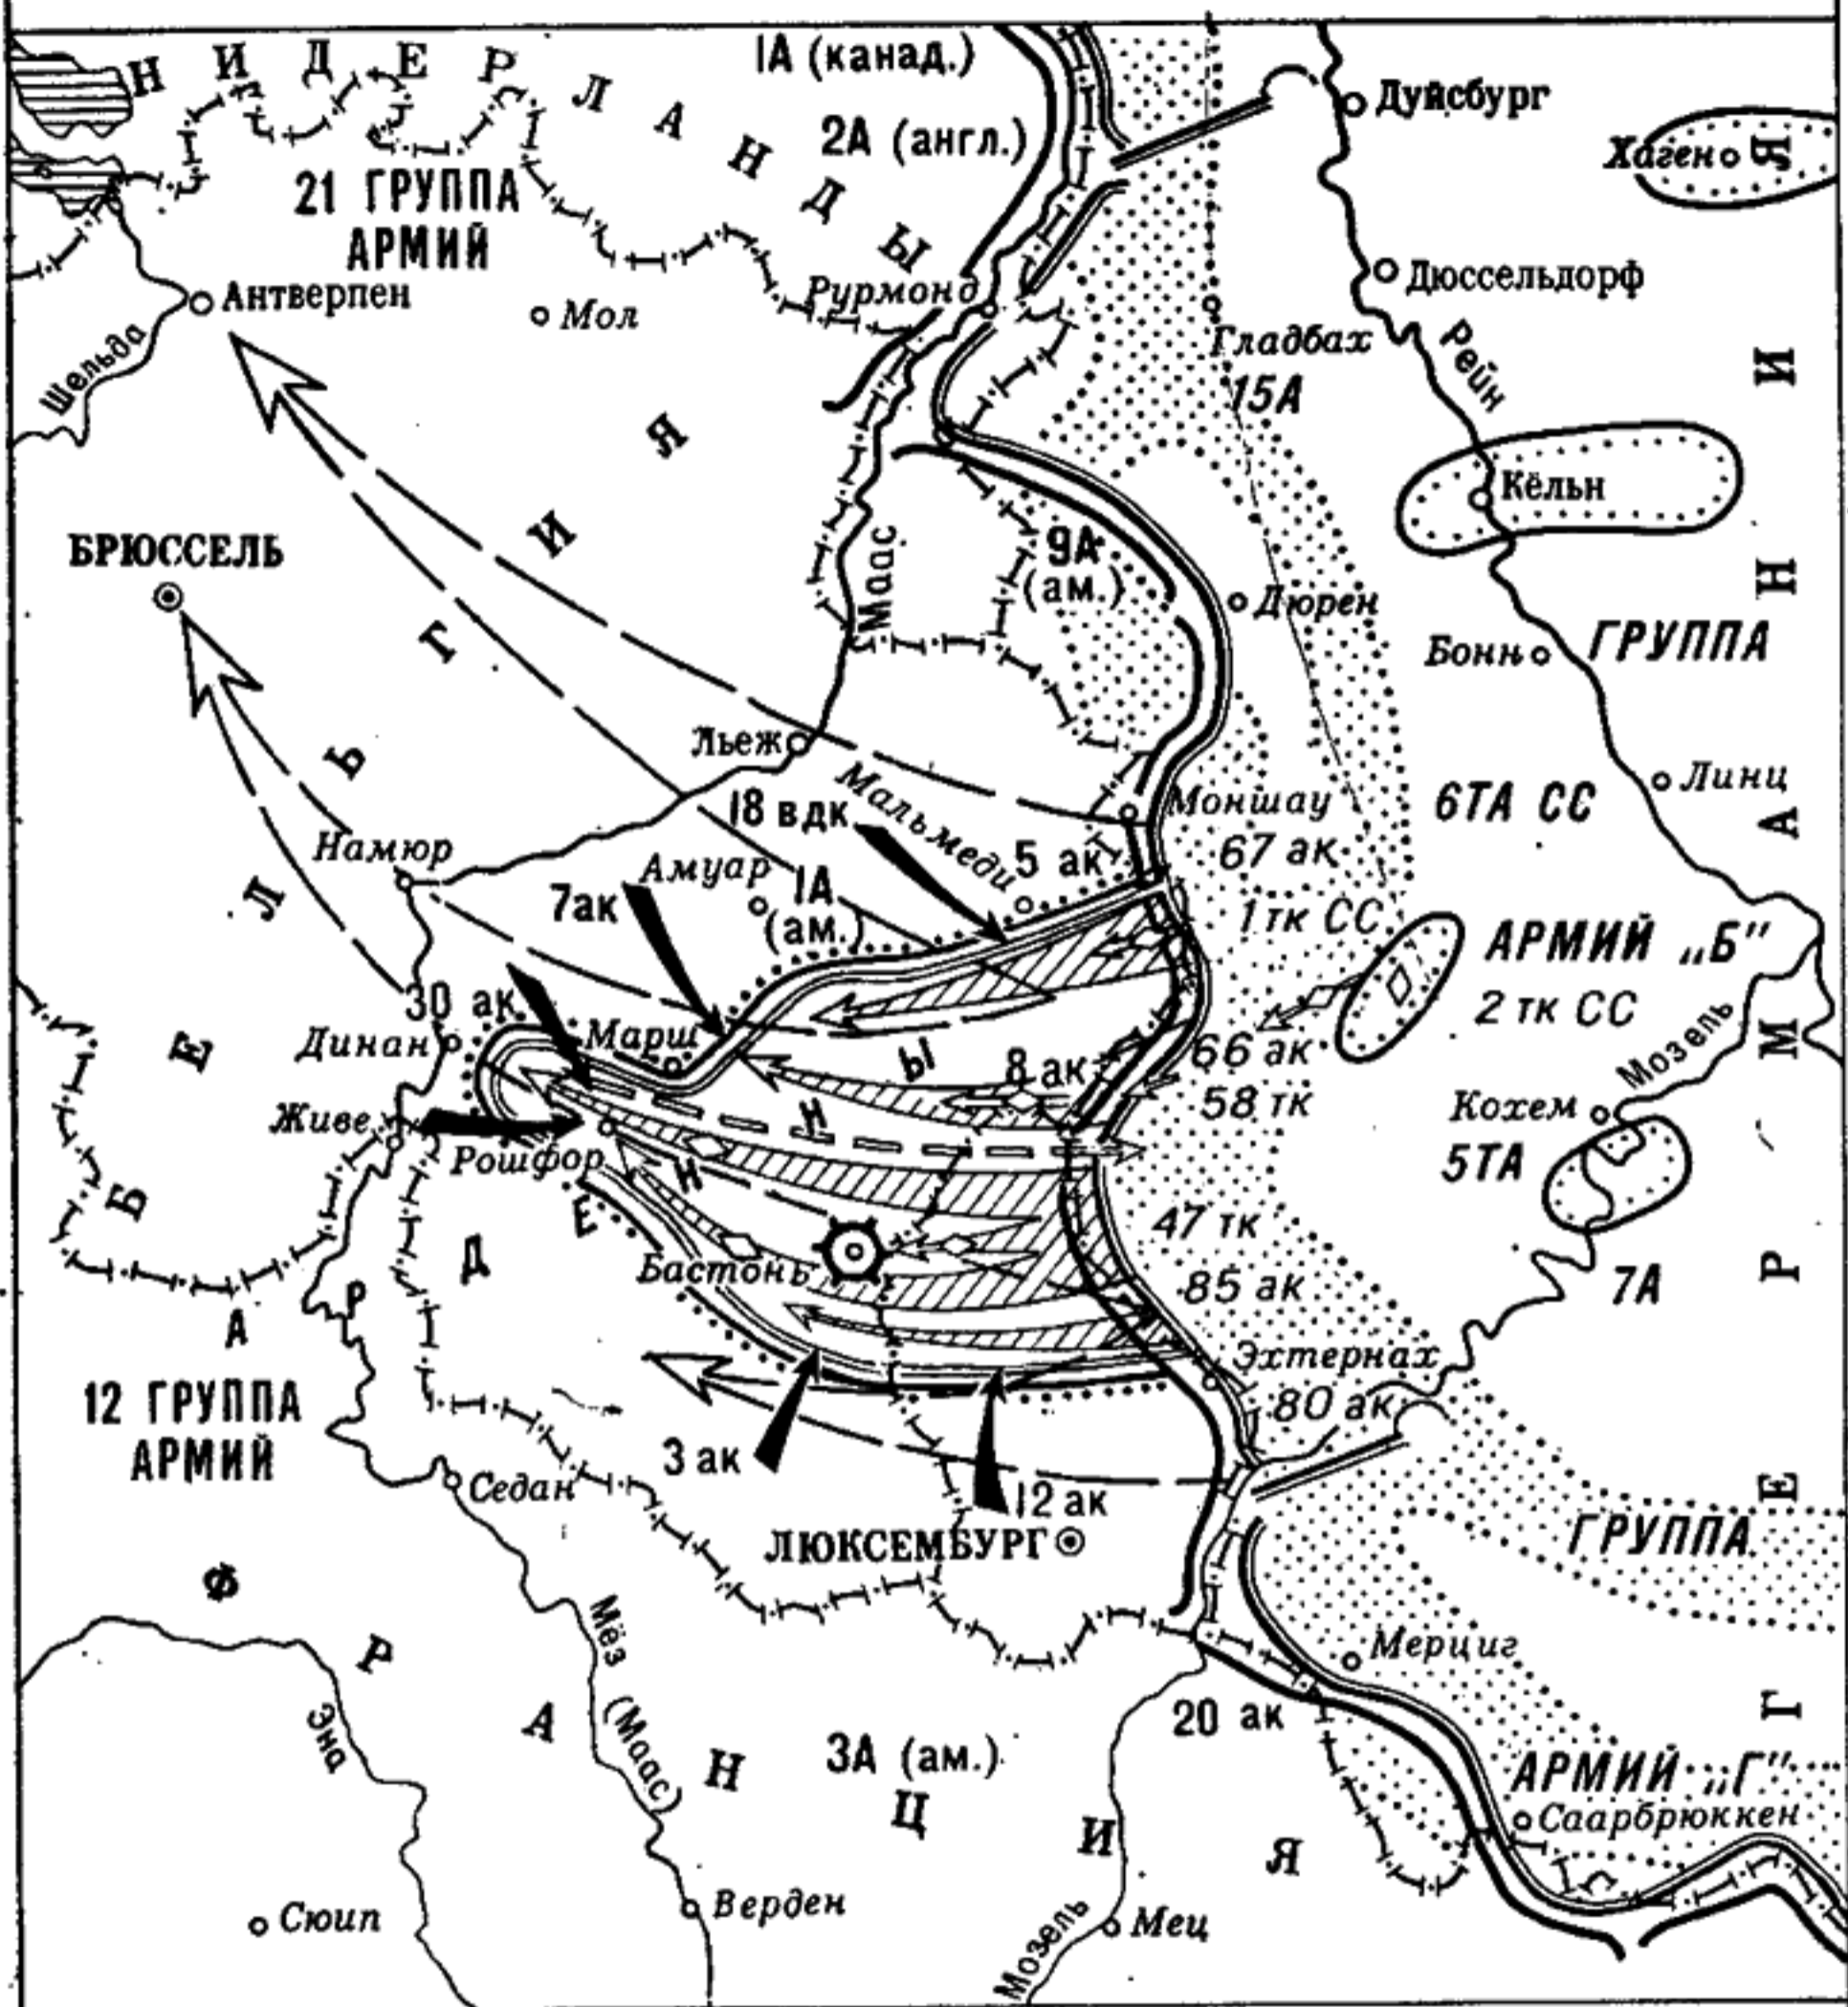 НИДЕРЛАНДЫ
1А (канад.)
2А (англ.)
Дуйсбург
Хаген
21 ГРУППА
АРМИЙ
Антверпен
Мол
Рурмонд
Дюссельдорф
Шельда
Гладбах
15А
Рейн
БЕЛЬГИЯ
БРЮССЕЛЬ
Маас
9А
(ам.)
Кёльн
Дюрен
Бонн
ГРУППА
АРМИЙ „Б"
Льеж
Мальмеди
18 вдк
Моншау
6ТА СС
Линц
Намюр
Амуар
5 ак
67 ак
7ак
1А
(ам.)
1 тк СС
2 тк СС
30 ак
Динан
Марш
8 ак
66 ак
58 тк
Мозель
Кохем
5ТА
Живе
Рошфор
АРДЕННЫ
47 тк
Бастонь
85 ак
7А
Эхтернах
80 ак
12 ГРУППА
АРМИЙ
3 ак
12 ак
Седан
ЛЮКСЕМБУРГ
ГРУППА
АРМИЙ „Г"
ФРАНЦИЯ
Мёз
(Маас)
Эна
Мерциг
20 ак
3А (ам.)
Саарбрюккен
Сюип
Верден
Мозель
Мец
ГЕРМАНИЯ